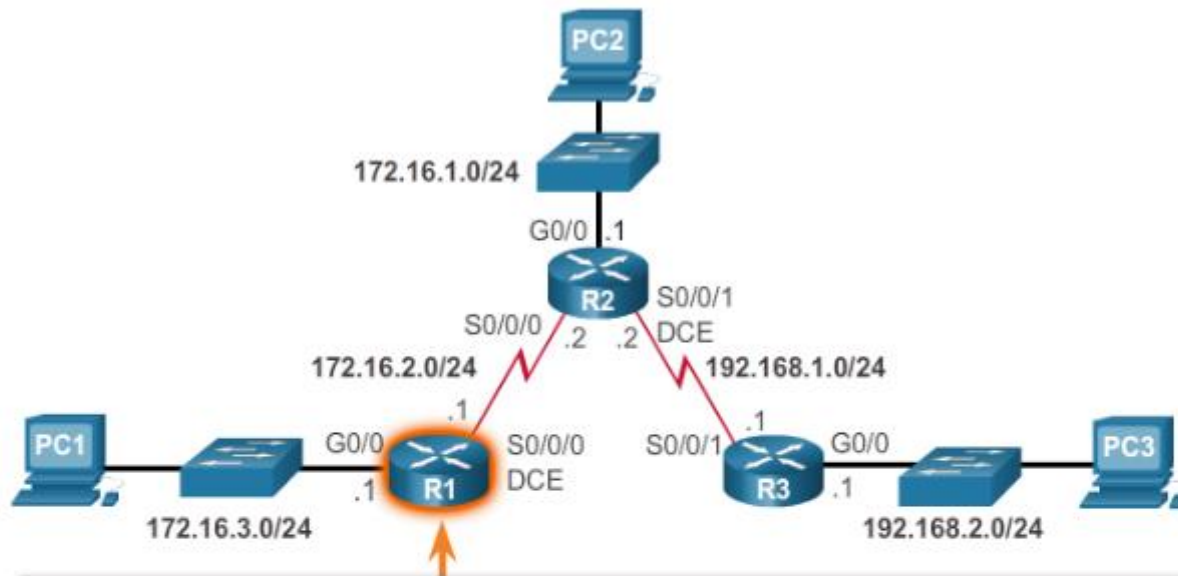 PC2
172.16.1.0/24
G0/0 .1
R2
S0/0/1
DCE
S0/0/0
.2 .2
172.16.2.0/24
192.168.1.0/24
.1
.1
PC1
G0/0
S0/0/0
DCE
R1
.1
S0/0/1
G0/0
R3
.1
PC3
172.16.3.0/24
192.168.2.0/24